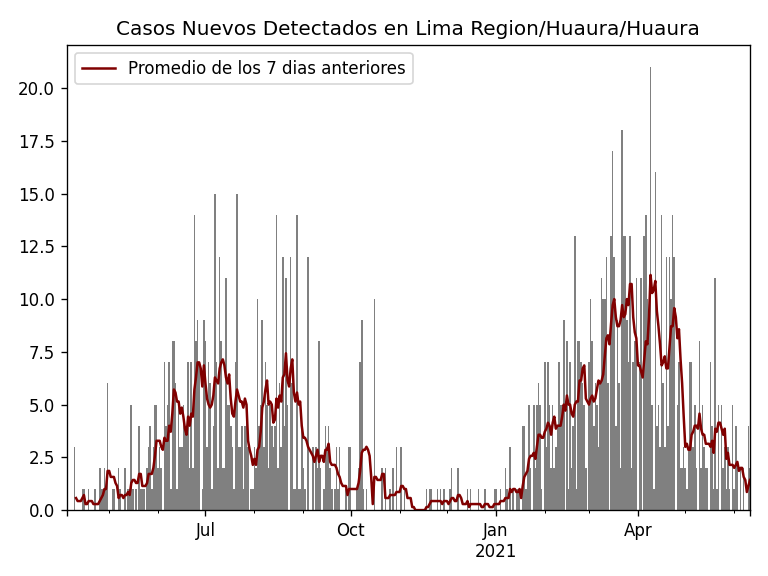 Casos Nuevos Detectados en Lima Region/Huaura/Huaura
Promedio de los 7 dias anteriores
20.0
17.5
15.0
12.5
10.0
7.5
5.0
2.5
0.0
Jul
Oct
Jan
2021
Apr